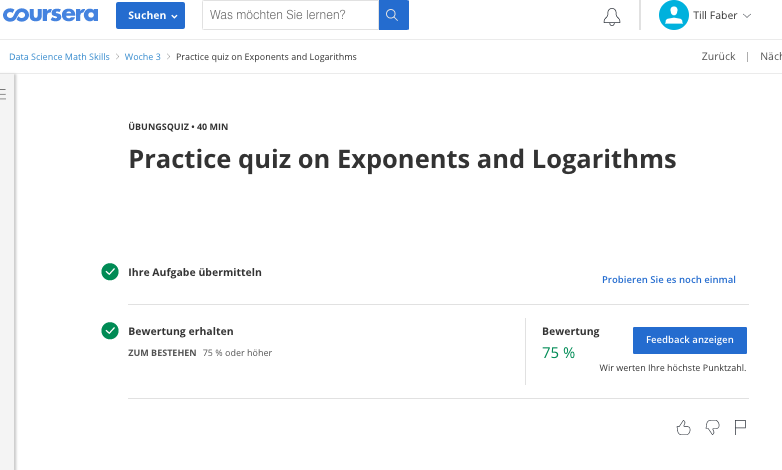 coursera Suchen Was möchten Sie lernen? Till Faber
Data Science Math Skills > Woche 3 > Practice quiz on Exponents and Logarithms Zurück | Näch
ÜBUNGSQUIZ • 40 MIN
Practice quiz on Exponents and Logarithms
Ihre Aufgabe übermitteln
Probieren Sie es noch einmal
Bewertung erhalten
ZUM BESTEHEN 75 % oder höher
Bewertung
75 %
Feedback anzeigen
Wir werten Ihre höchste Punktzahl.